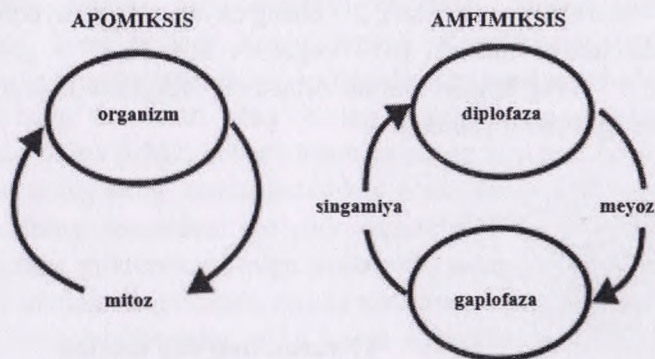 APOMIKSIS
AMFIMIKSIS
organizm
diplofaza
singamiya
meyoz
mitoz
gaplofaza